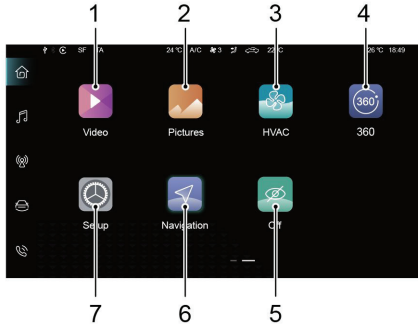 1 2 3 4
SF TA 24 °C A/C 3 22 °C 26 °C 18:49
Video Pictures HVAC 360
360°
Setup Navigation Off
7 6 5